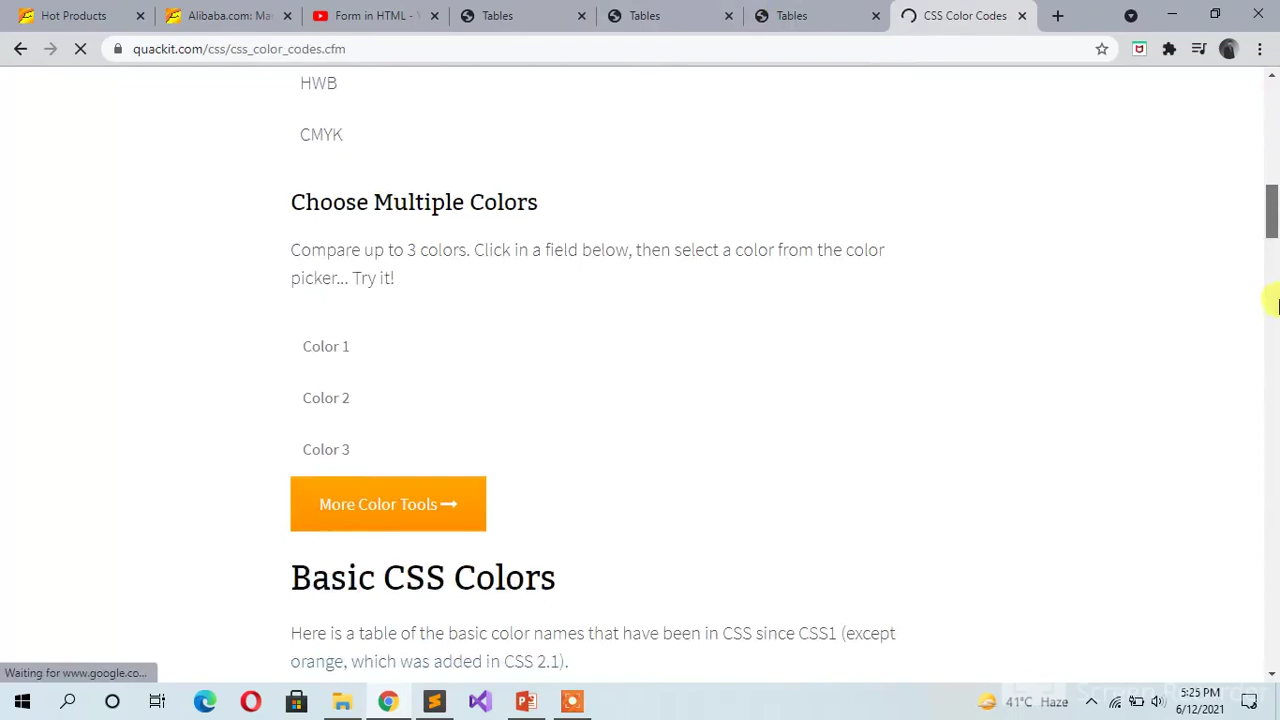 Hot Products
Alibaba.com: Ma
Form in HTML -
Tables
Tables
Tables
CSS Color Codes
quackit.com/css/css_color_codes.cfm
HWB
CMYK
Choose Multiple Colors
Compare up to 3 colors. Click in a field below, then select a color from the color
picker... Try it!
Color 1
Color 2
Color 3
More Color Tools
Basic CSS Colors
Here is a table of the basic color names that have been in CSS since CSS1 (except
orange, which was added in CSS 2.1).
Waiting for www.google.co...
41°C Haze
5:25 PM
6/12/2021